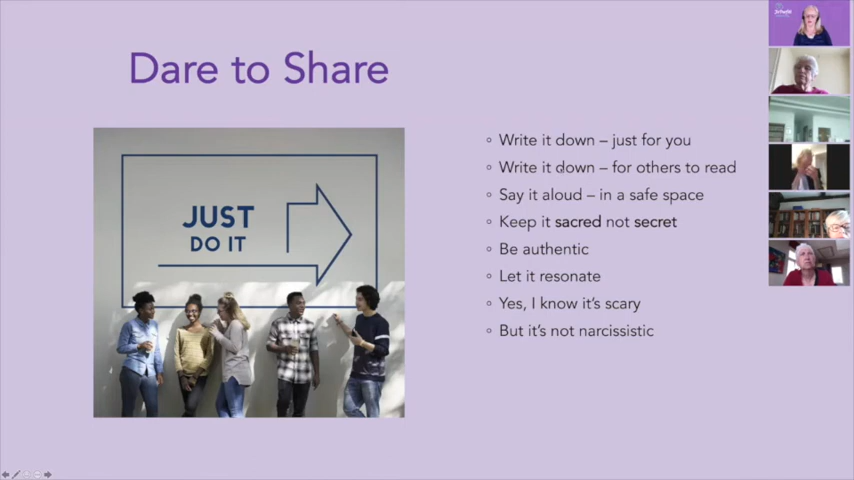 Dare to Share
JUST
DO IT
◦ Write it down – just for you
◦ Write it down – for others to read
◦ Say it aloud – in a safe space
◦ Keep it sacred not secret
◦ Be authentic
◦ Let it resonate
◦ Yes, I know it's scary
◦ But it's not narcissistic